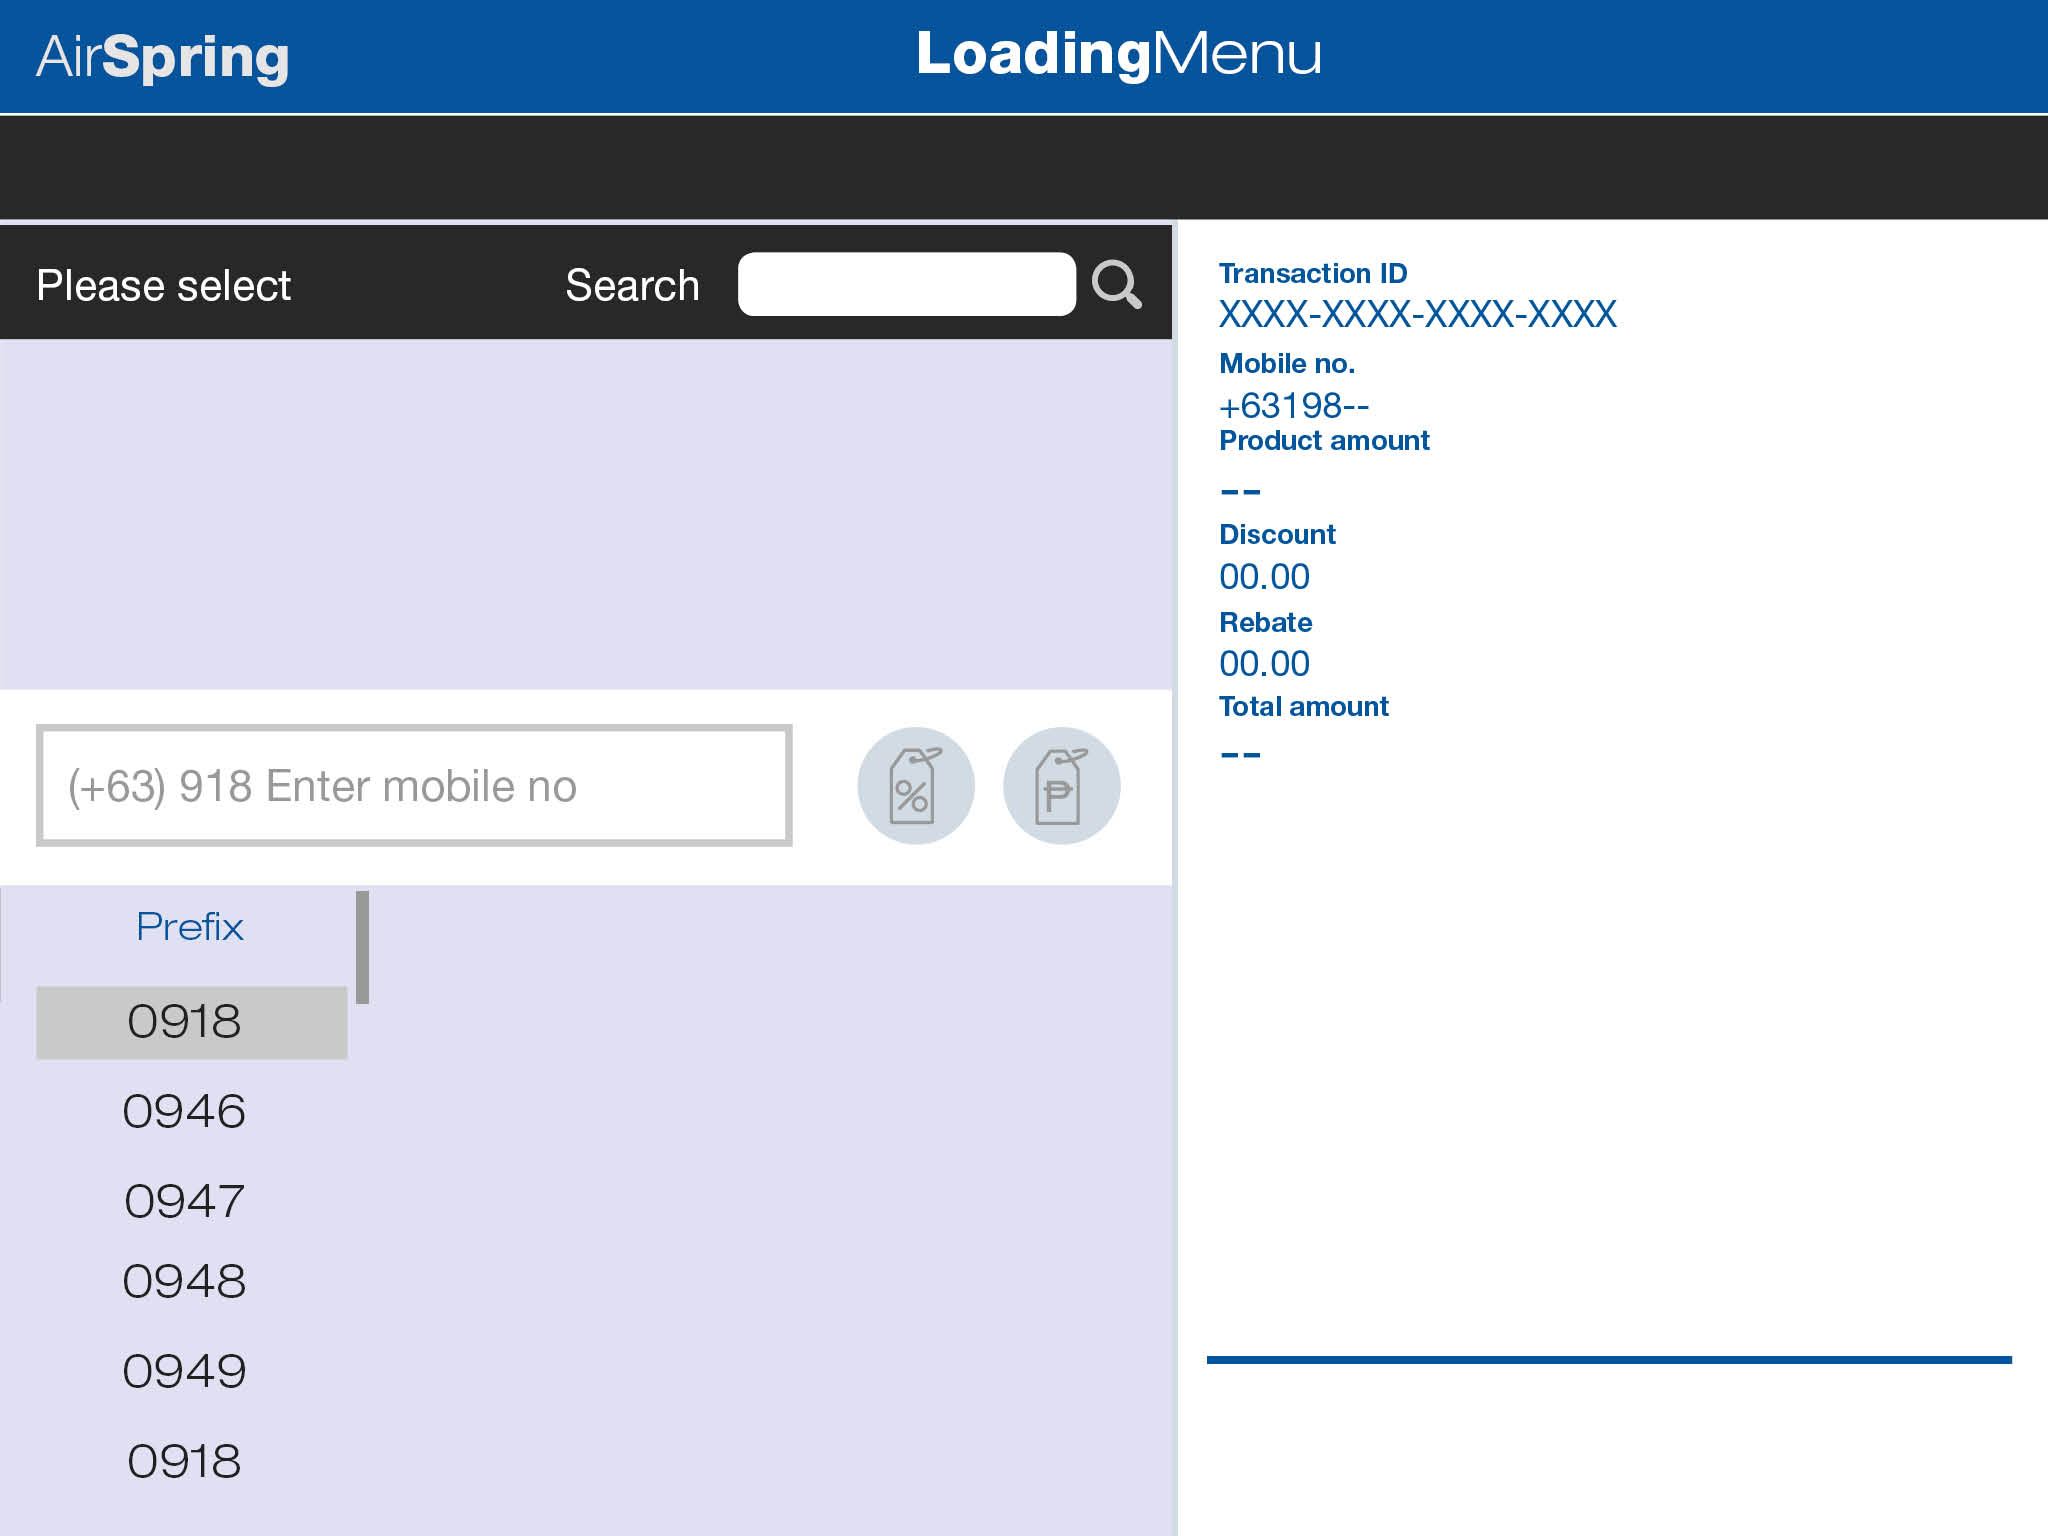 AirSpring
LoadingMenu
Please select
Search
(+63) 918 Enter mobile no
%
₱
Prefix
0918
0946
0947
0948
0949
0918
Transaction ID
XXXX-XXXX-XXXX-XXXX
Mobile no.
+63198--
Product amount
--
Discount
00.00
Rebate
00.00
Total amount
--